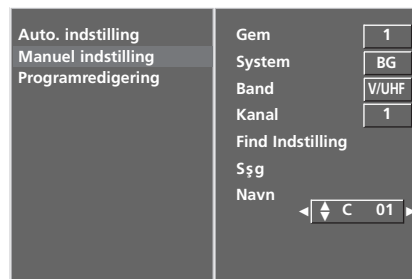 Auto. indstilling
Manuel indstilling
Programredigering
Gem 1
System BG
Band V/UHF
Kanal 1
Find Indstilling
Sşg
Navn
C 01